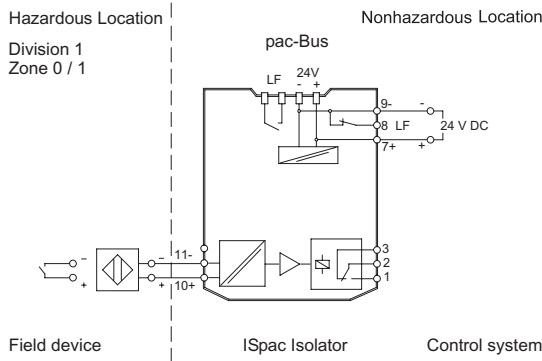 Hazardous Location
Nonhazardous Location
Division 1
Zone 0 / 1
pac-Bus
LF
24V
- +
9-
-
8 LF
24 V DC
7+
+
3
2
1
- - 11-
+ + 10+
Field device
ISpac Isolator
Control system